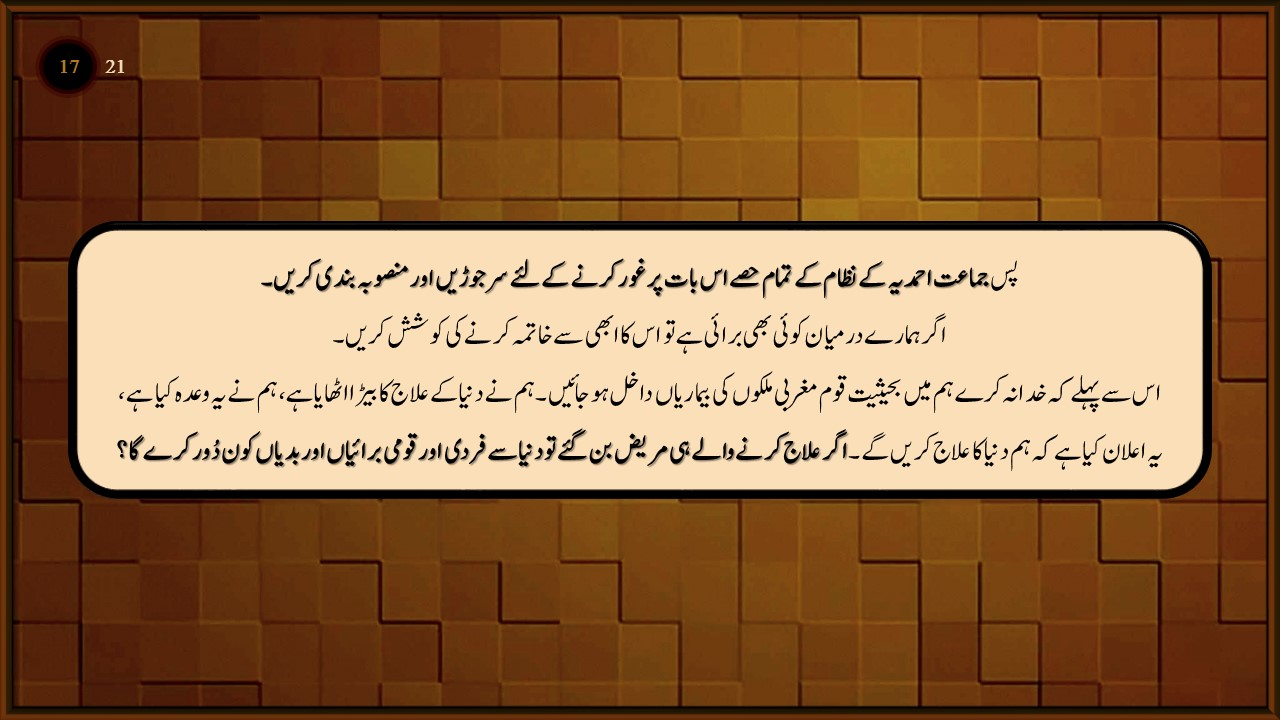 17 21
پس جماعت احمدیہ کے نظام کے تمام حصے اس بات پر غور کرنے کے لئے سر جوڑیں اور منصوبہ بندی کریں۔
اگر ہمارے درمیان کوئی بھی برائی ہے تو اس کا ابھی سے خاتمہ کرنے کی کوشش کریں۔
اس سے پہلے کہ خدا نہ کرے ہم میں بحیثیت قوم مغربی ملکوں کی بیماریاں داخل ہو جائیں۔ ہم نے دنیا کے علاج کا بیڑا اٹھایا ہے، ہم نے یہ وعدہ کیا ہے،
یہ اعلان کیا ہے کہ ہم دنیا کا علاج کریں گے۔ اگر علاج کرنے والے ہی مریض بن گئے تو دنیا سے فردی اور قومی برائیاں اور بدیاں کون دُور کرے گا؟